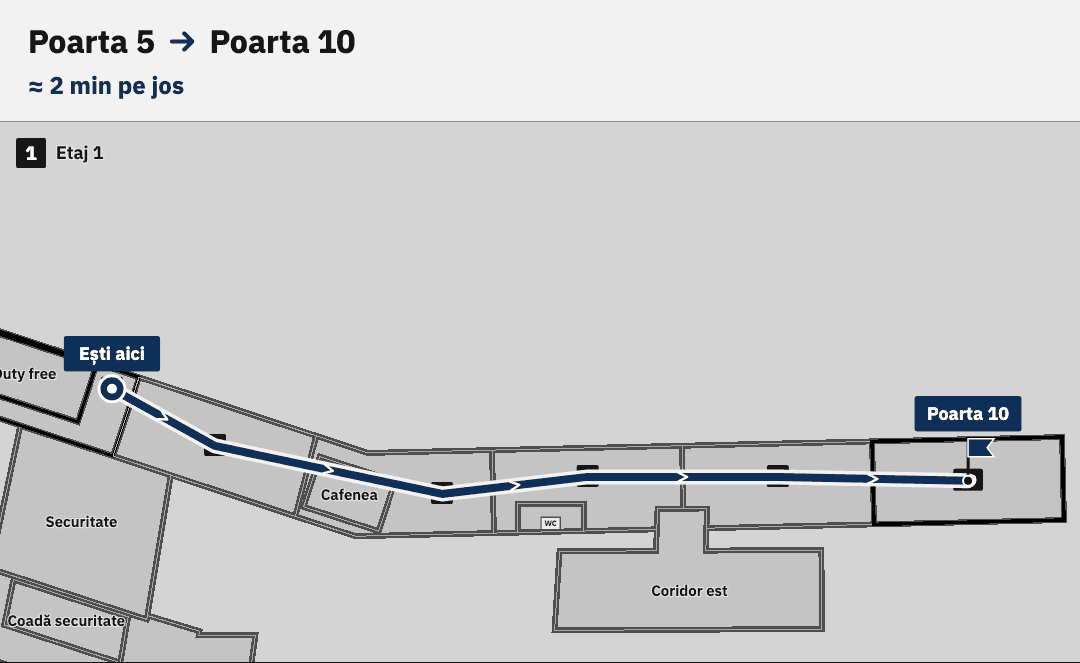 Poarta 5 → Poarta 10
≈ 2 min pe jos
1 Etaj 1
Ești aici
uty free
Poarta 10
Cafenea
Securitate
WC
Coridor est
Coadă securitate